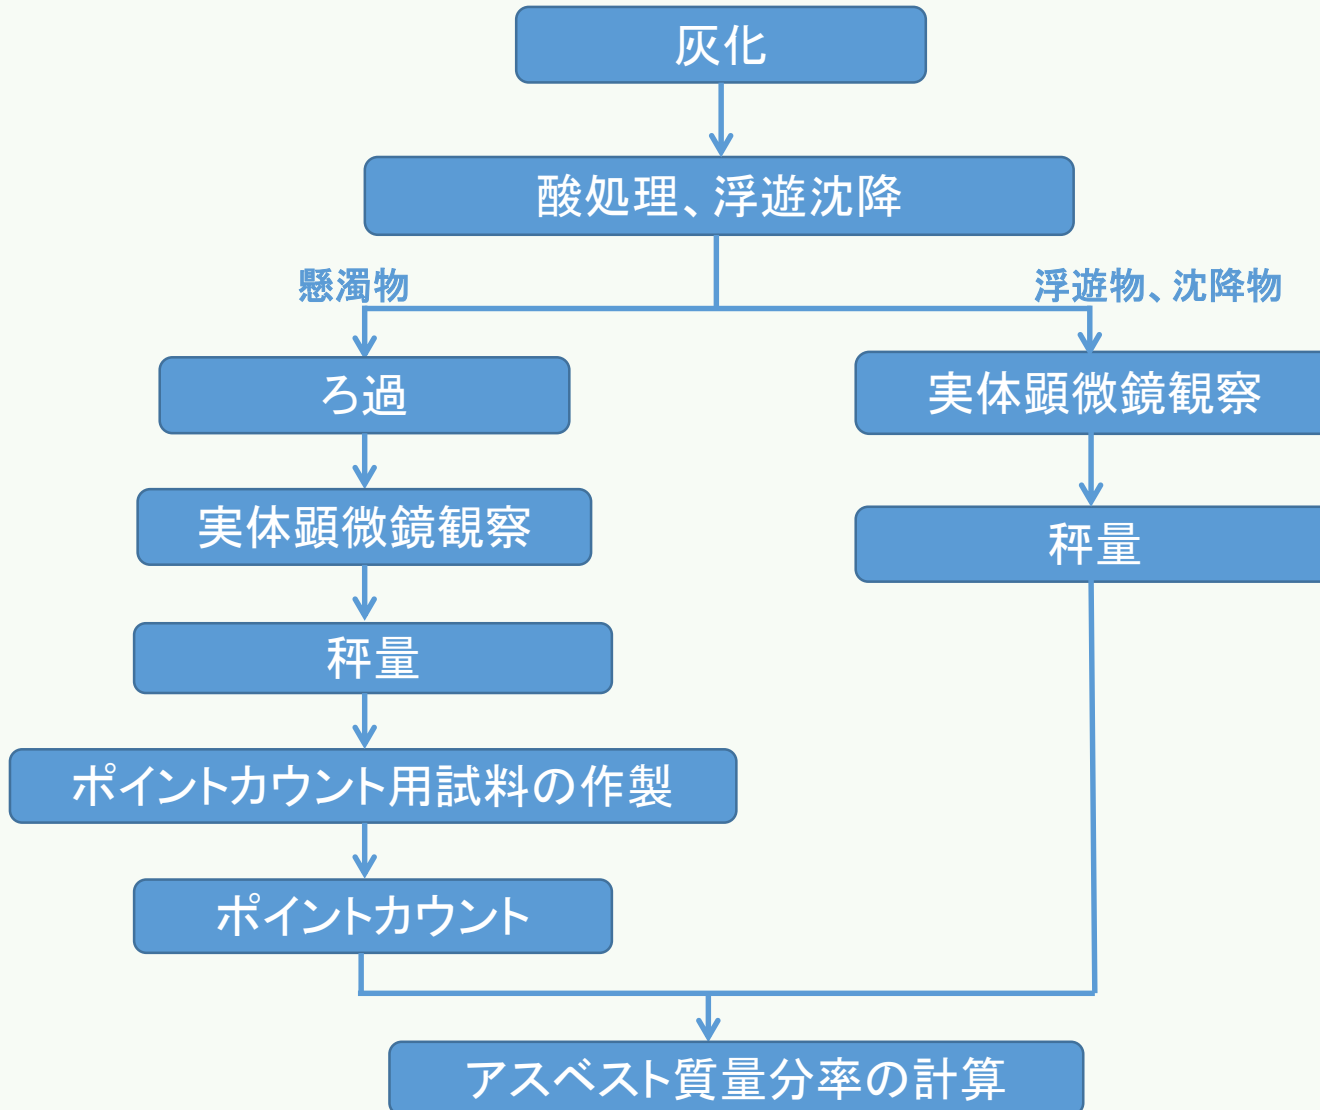 灰化
酸処理、浮遊沈降
懸濁物
浮遊物、沈降物
ろ過
実体顕微鏡観察
実体顕微鏡観察
秤量
秤量
ポイントカウント用試料の作製
ポイントカウント
アスベスト質量分率の計算